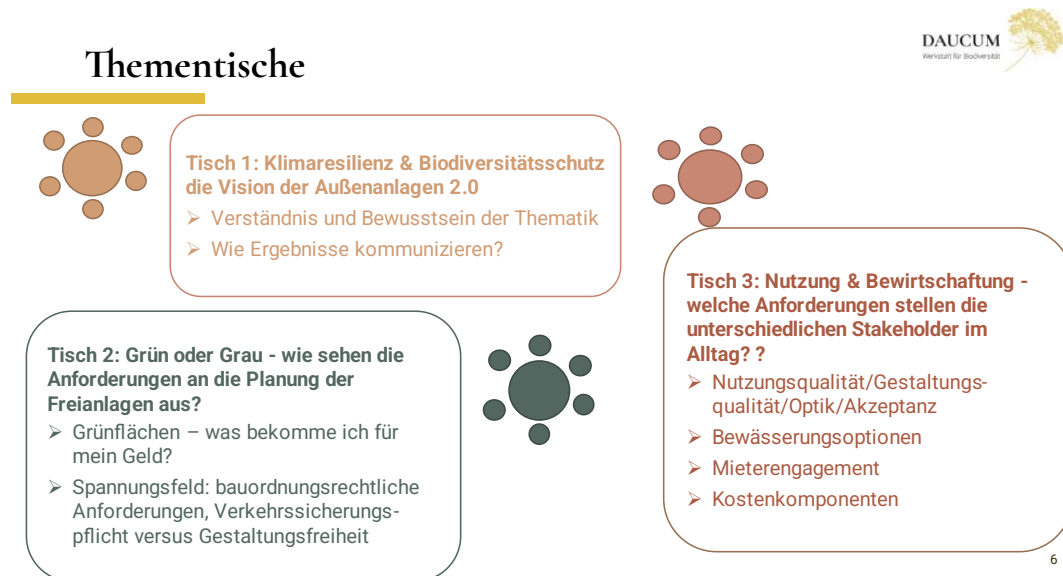 Thementische
DAUCUM
Werkstatt für Biodiversität
Tisch 1: Klimaresilienz & Biodiversitätsschutz
die Vision der Außenanlagen 2.0
➢ Verständnis und Bewusstsein der Thematik
➢ Wie Ergebnisse kommunizieren?
Tisch 2: Grün oder Grau - wie sehen die
Anforderungen an die Planung der
Freianlagen aus?
➢ Grünflächen – was bekomme ich für
mein Geld?
➢ Spannungsfeld: bauordnungsrechtliche
Anforderungen, Verkehrssicherungs-
pflicht versus Gestaltungsfreiheit
Tisch 3: Nutzung & Bewirtschaftung -
welche Anforderungen stellen die
unterschiedlichen Stakeholder im
Alltag? ?
➢ Nutzungsqualität/Gestaltungs-
qualität/Optik/Akzeptanz
➢ Bewässerungsoptionen
➢ Mieterengagement
➢ Kostenkomponenten
6